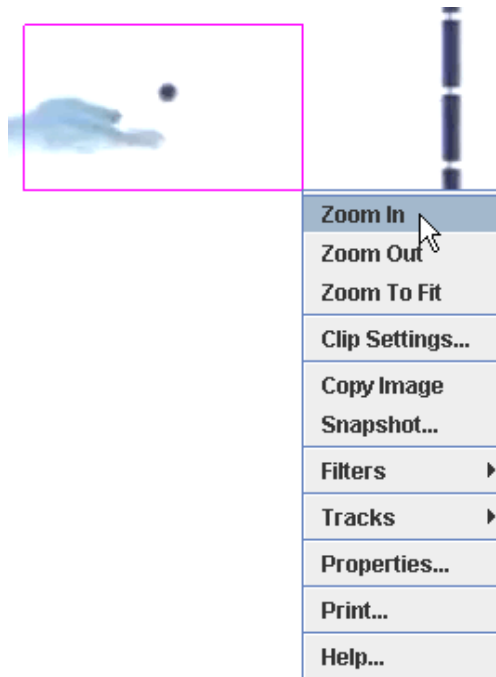 Zoom In
Zoom Out
Zoom To Fit
Clip Settings...
Copy Image
Snapshot...
Filters
Tracks
Properties...
Print...
Help...